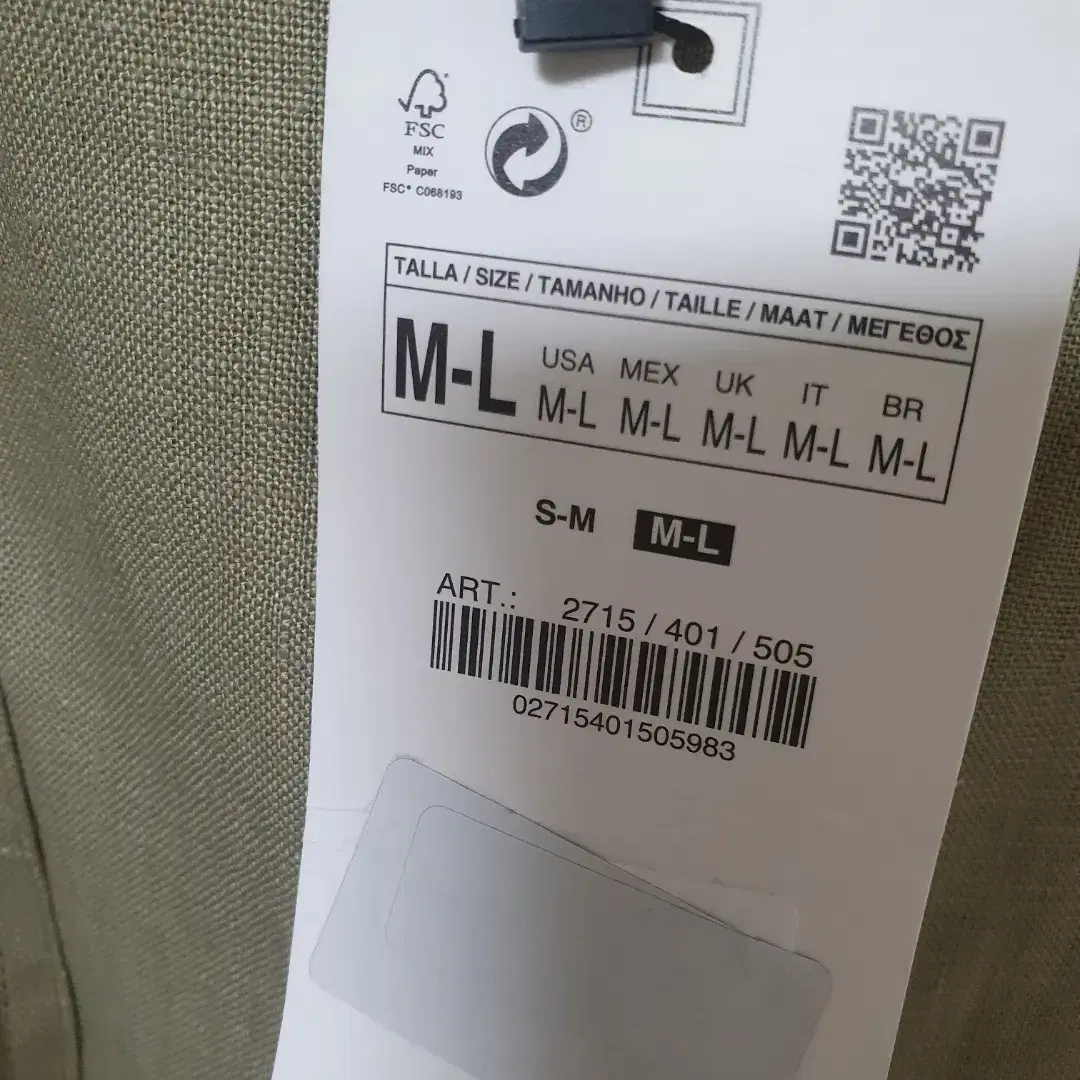 FSC
MIX
Paper
FSC® C068193
®
TALLA / SIZE / TAMANHO / TAILLE / MAAT / ΜΕΓΕΘΟΣ
M-L
USA MEX UK IT BR
M-L M-L M-L M-L M-L
S-M M-L
ART.: 2715 / 401 / 505
02715401505983